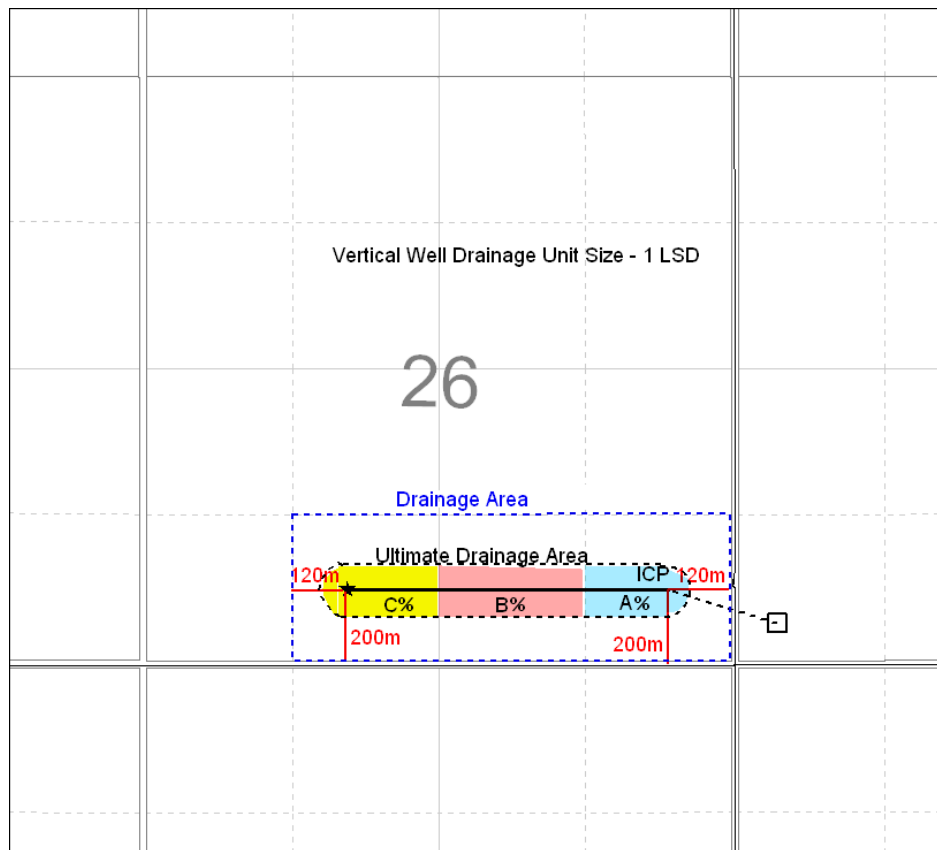 Vertical Well Drainage Unit Size - 1 LSD
26
Drainage Area
Ultimate Drainage Area
120m
ICP
120m
C%
B%
A%
200m
200m